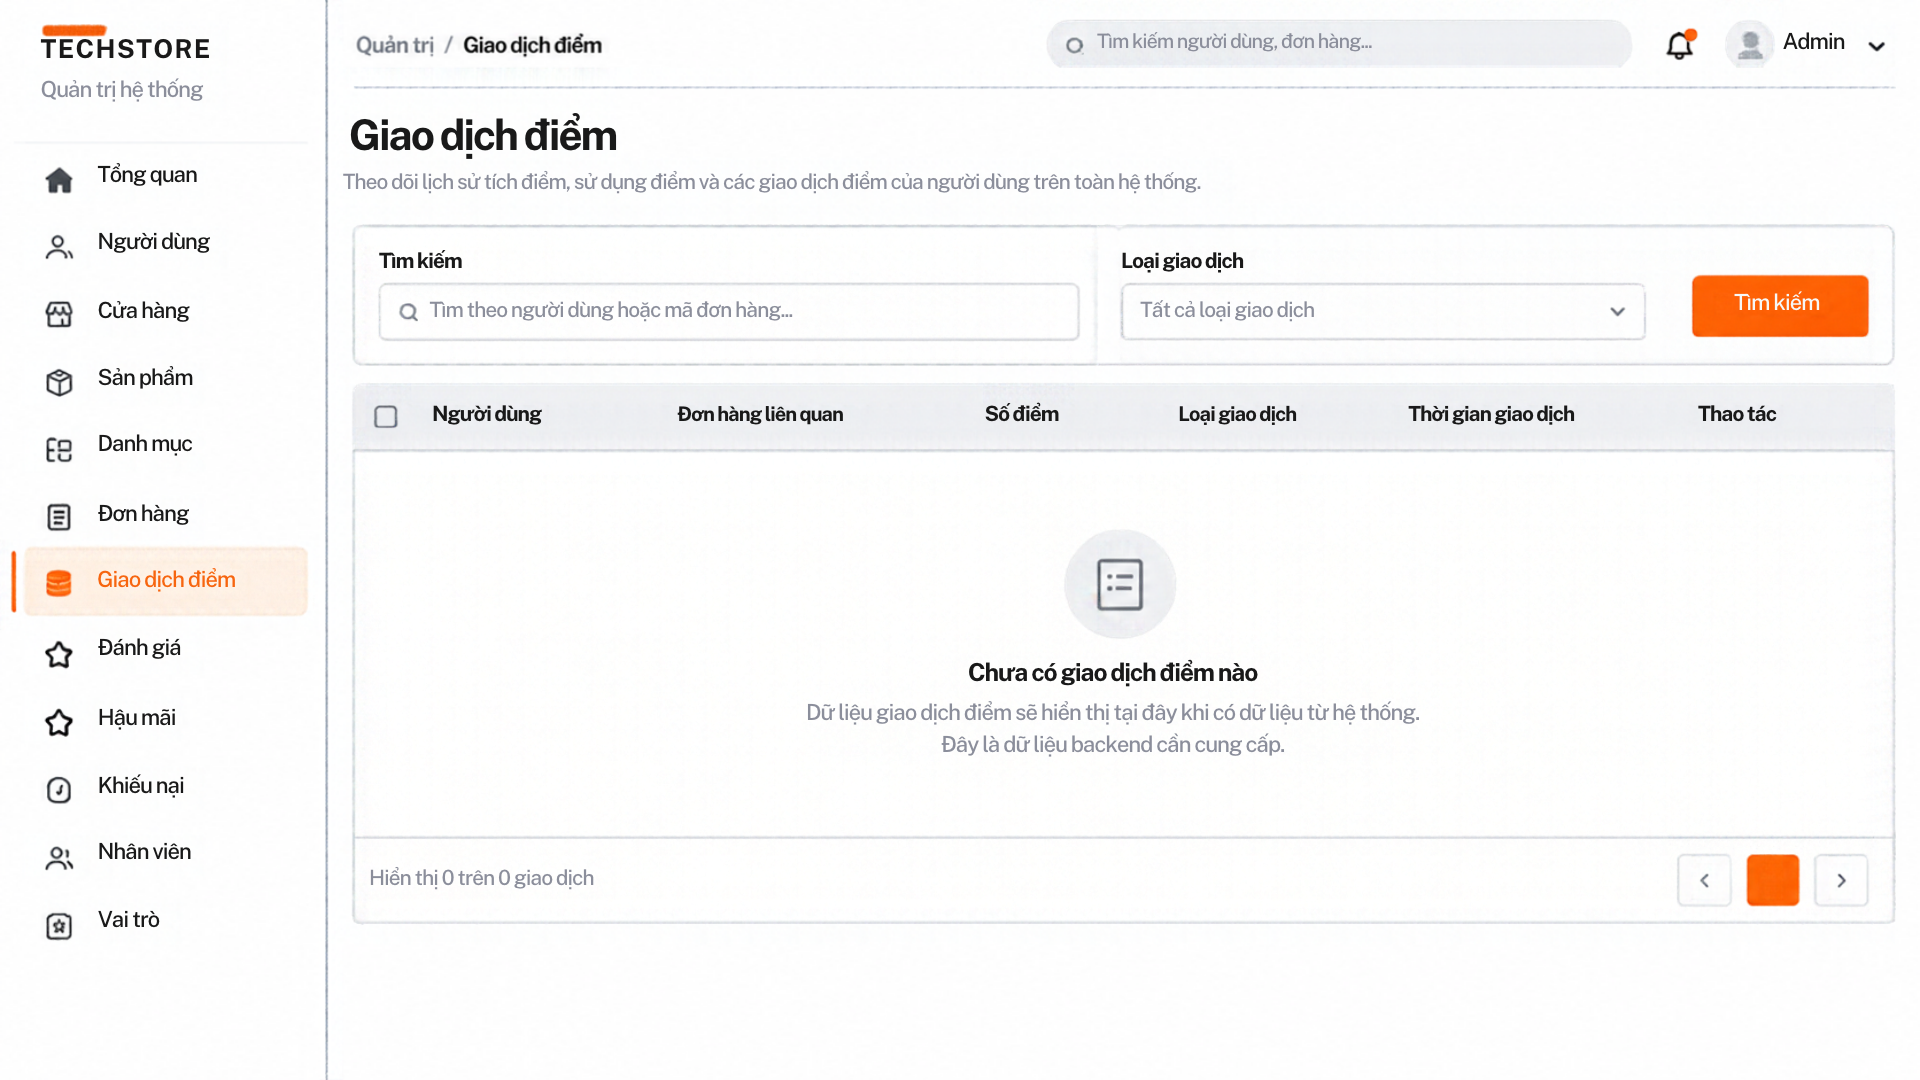 TECHSTORE
Quản trị hệ thống
Tổng quan
Người dùng
Cửa hàng
Sản phẩm
Danh mục
Đơn hàng
Giao dịch điểm
Đánh giá
Hậu mãi
Khiếu nại
Nhân viên
Vai trò
Quản trị / Giao dịch điểm
Tìm kiếm người dùng, đơn hàng...
Admin
Giao dịch điểm
Theo dõi lịch sử tích điểm, sử dụng điểm và các giao dịch điểm của người dùng trên toàn hệ thống.
Tìm kiếm
Tìm theo người dùng hoặc mã đơn hàng...
Loại giao dịch
Tất cả loại giao dịch
Tìm kiếm
Người dùng Đơn hàng liên quan Số điểm Loại giao dịch Thời gian giao dịch Thao tác
Chưa có giao dịch điểm nào
Dữ liệu giao dịch điểm sẽ hiển thị tại đây khi có dữ liệu từ hệ thống.
Đây là dữ liệu backend cần cung cấp.
Hiển thị 0 trên 0 giao dịch